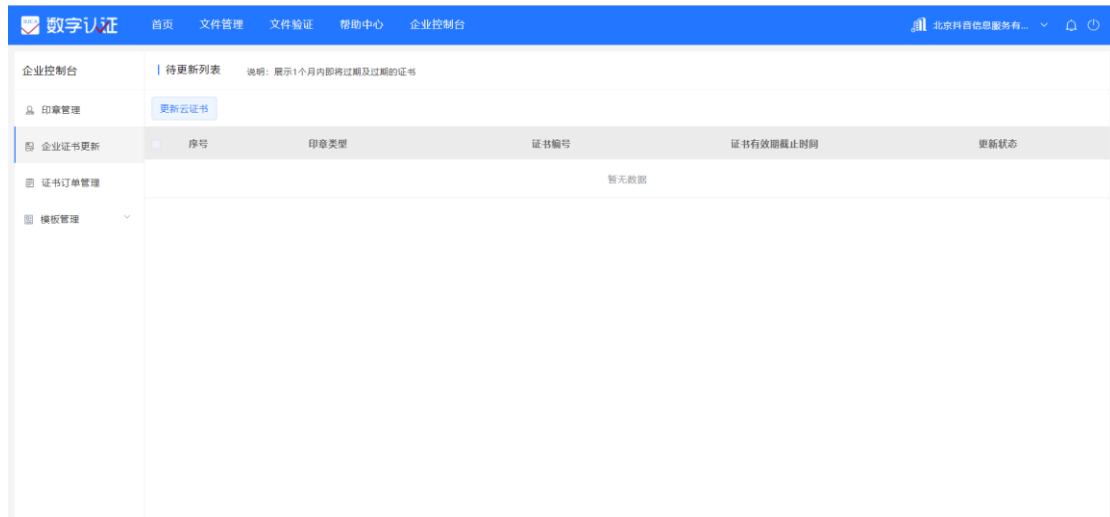 数字认证 首页 文件管理 文件验证 帮助中心 企业控制台 北京抖音信息服务有...
企业控制台 待更新列表 说明：展示1个月内即将过期及过期的证书
印章管理 更新云证书
企业证书更新 序号 印章类型 证书编号 证书有效期截止时间 更新状态
证书订单管理 暂无数据
模板管理